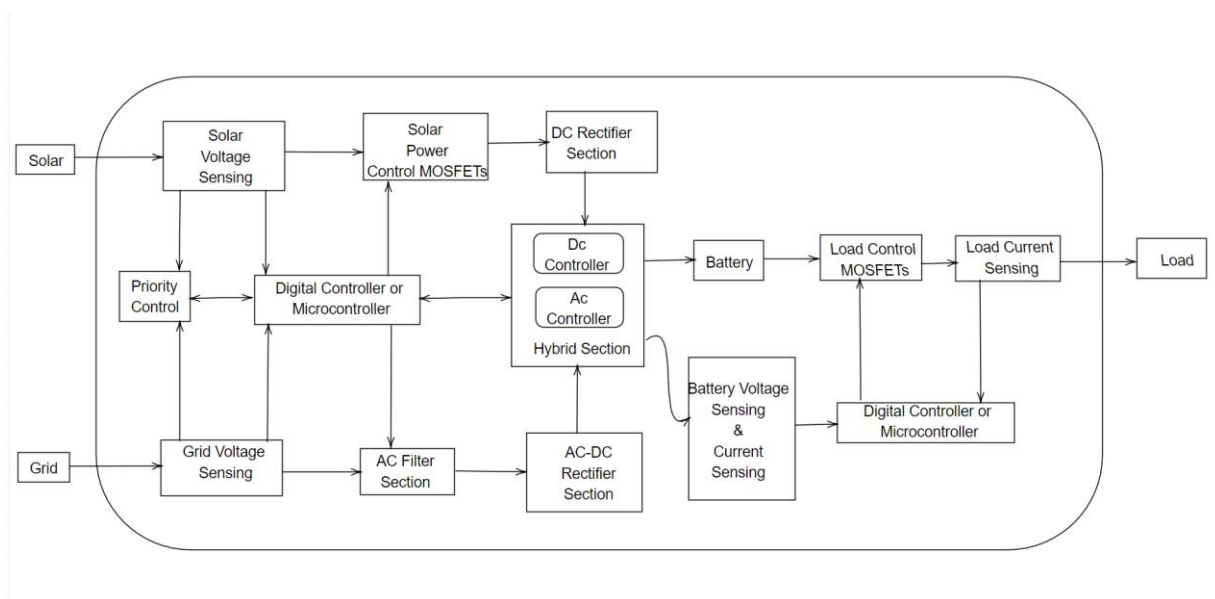 Solar
Solar
Voltage
Sensing
Solar
Power
Control MOSFETs
DC Rectifier
Section
Priority
Control
Digital Controller or
Microcontroller
Dc
Controller
Ac
Controller
Hybrid Section
Battery
Load Control
MOSFETs
Load Current
Sensing
Load
Battery Voltage
Sensing
&
Current
Sensing
Digital Controller or
Microcontroller
Grid
Grid Voltage
Sensing
AC Filter
Section
AC-DC
Rectifier
Section